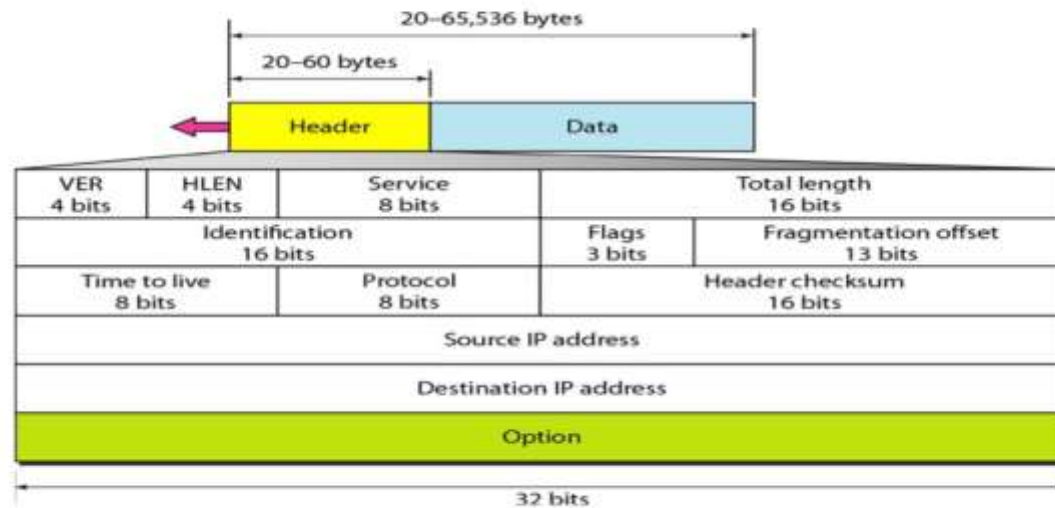 20–65,536 bytes
20–60 bytes
Header
Data
VER
4 bits
HLEN
4 bits
Service
8 bits
Total length
16 bits
Identification
16 bits
Flags
3 bits
Fragmentation offset
13 bits
Time to live
8 bits
Protocol
8 bits
Header checksum
16 bits
Source IP address
Destination IP address
Option
32 bits